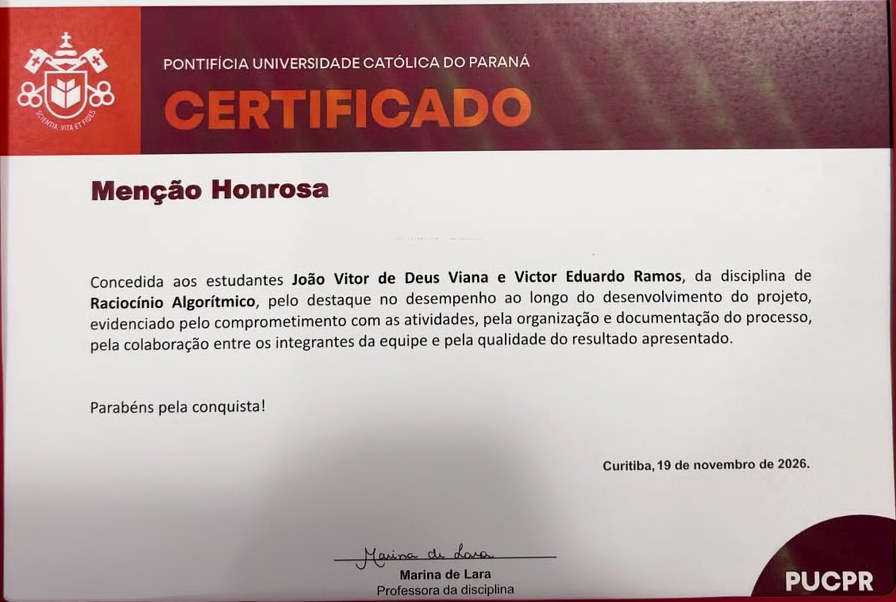 PONTIFÍCIA UNIVERSIDADE CATÓLICA DO PARANÁ
CERTIFICADO
SCIENTIA, VITA ET FIDES
Menção Honrosa
Concedida aos estudantes João Vitor de Deus Viana e Victor Eduardo Ramos, da disciplina de
Raciocínio Algorítmico, pelo destaque no desempenho ao longo do desenvolvimento do projeto,
evidenciado pelo comprometimento com as atividades, pela organização e documentação do processo,
pela colaboração entre os integrantes da equipe e pela qualidade do resultado apresentado.
Parabéns pela conquista!
Curitiba, 19 de novembro de 2026.
Marina de Lara
Marina de Lara
Professora da disciplina
PUCPR